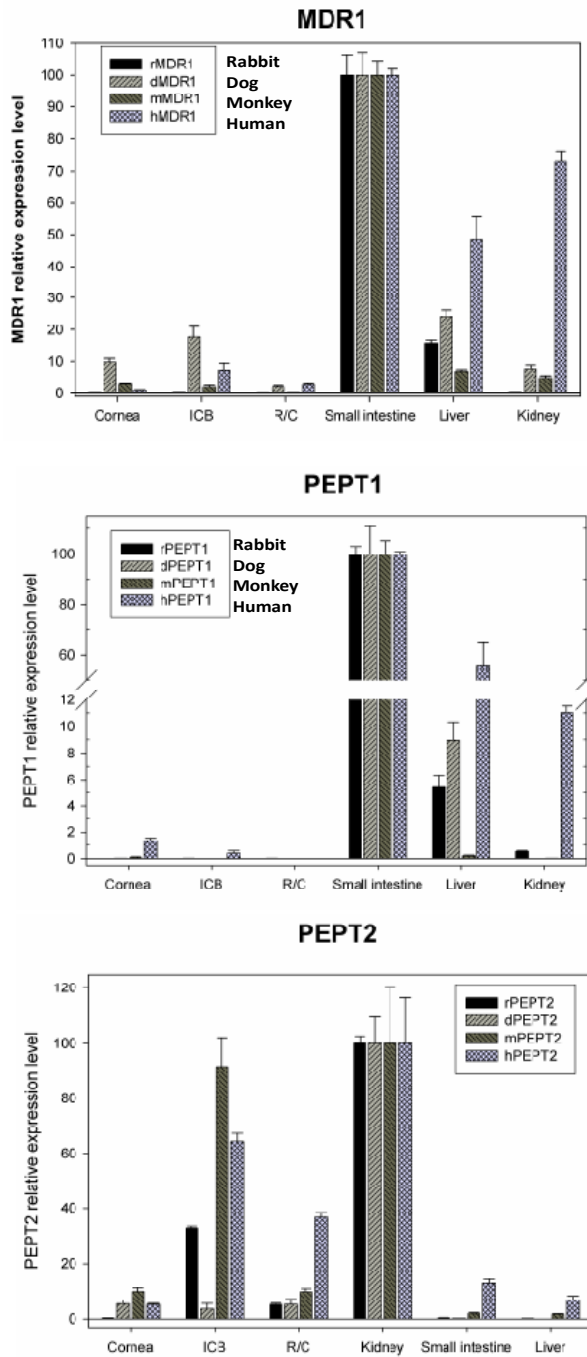 MDR1
MDR1 relative expression level
110
100
90
80
70
60
50
40
30
20
10
0
rMDR1 Rabbit
dMDR1 Dog
mMDR1 Monkey
hMDR1 Human
Cornea ICB R/C Small intestine Liver Kidney
PEPT1
PEPT1 relative expression level
100
80
60
12
10
8
6
4
2
0
rPEPT1 Rabbit
dPEPT1 Dog
mPEPT1 Monkey
hPEPT1 Human
Cornea ICB R/C Small intestine Liver Kidney
PEPT2
PEPT2 relative expression level
120
100
80
60
40
20
0
rPEPT2
dPEPT2
mPEPT2
hPEPT2
Cornea ICB R/C Kidney Small intestine Liver